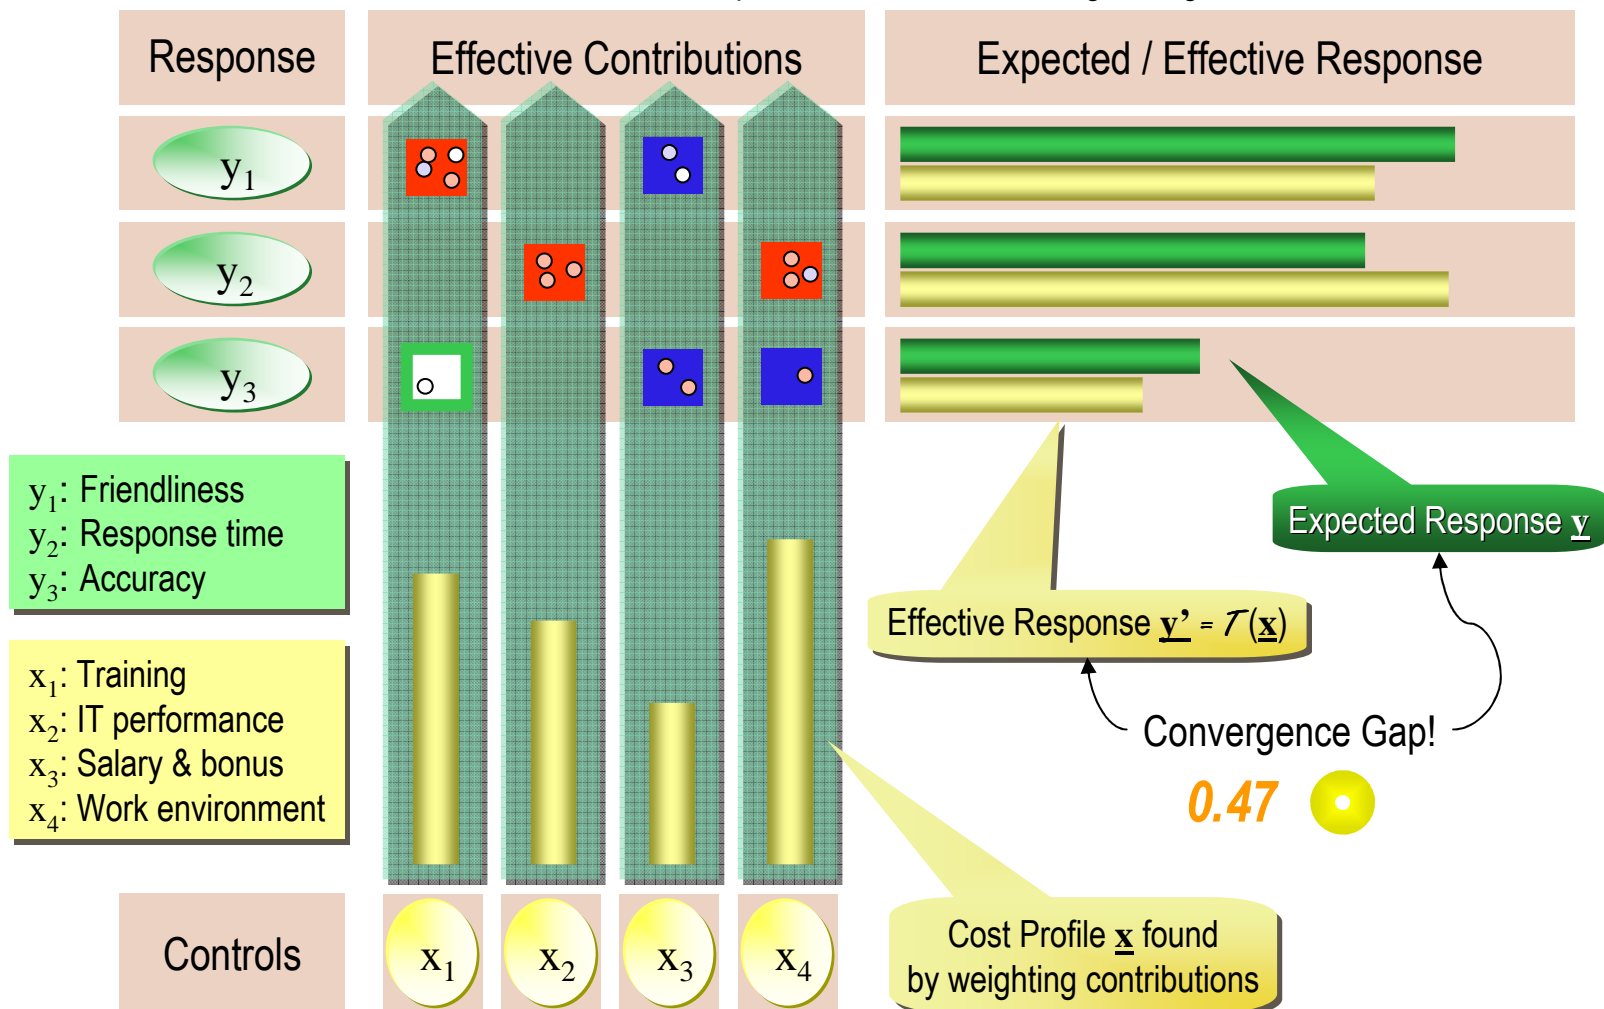 Response
Effective Contributions
Expected / Effective Response
y1
y2
y3
y1: Friendliness
y2: Response time
y3: Accuracy
Expected Response y
Effective Response y’ = T(x)
x1: Training
x2: IT performance
x3: Salary & bonus
x4: Work environment
Convergence Gap!
0.47
Cost Profile x found
by weighting contributions
Controls
x1
x2
x3
x4